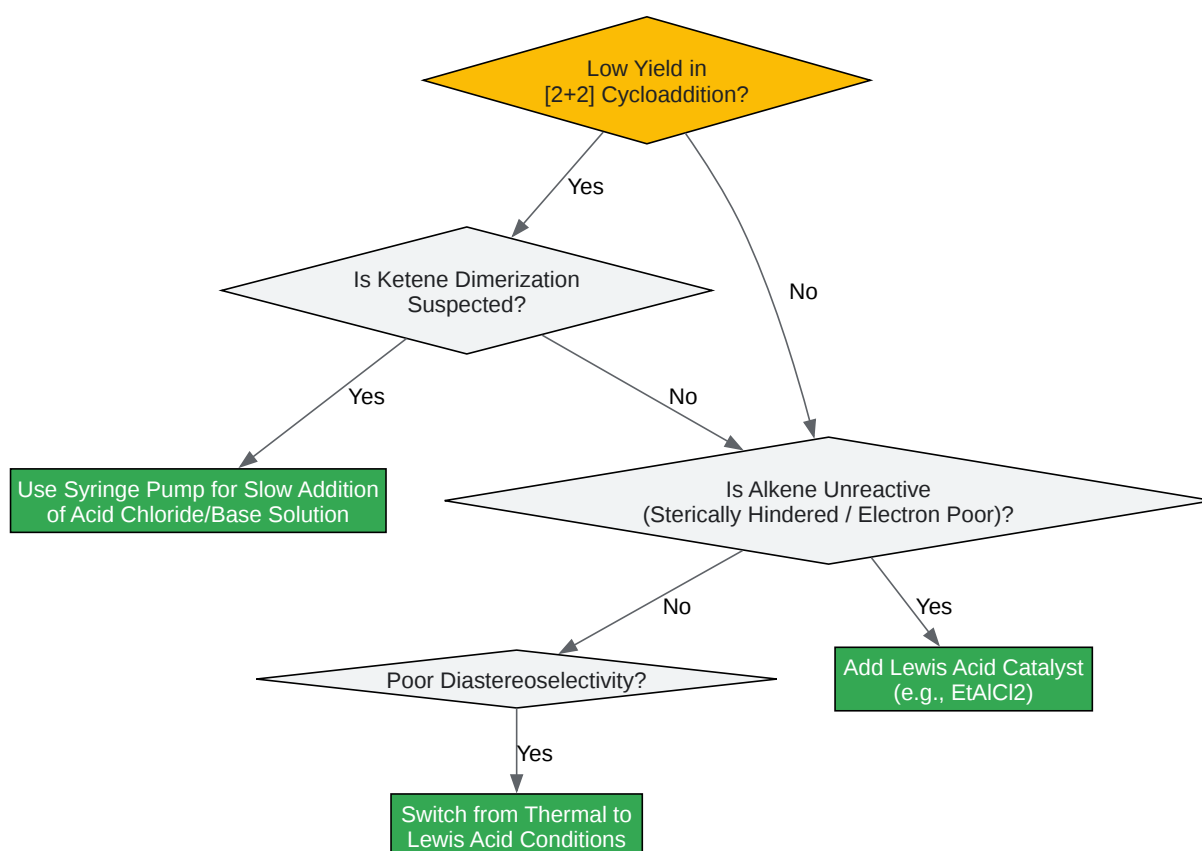 Low Yield in
[2+2] Cycloaddition?
Yes
No
Is Ketene Dimerization
Suspected?
Yes
No
Use Syringe Pump for Slow Addition
of Acid Chloride/Base Solution
Is Alkene Unreactive
(Sterically Hindered / Electron Poor)?
No
Yes
Poor Diastereoselectivity?
Add Lewis Acid Catalyst
(e.g., EtAlCl2)
Yes
Switch from Thermal to
Lewis Acid Conditions